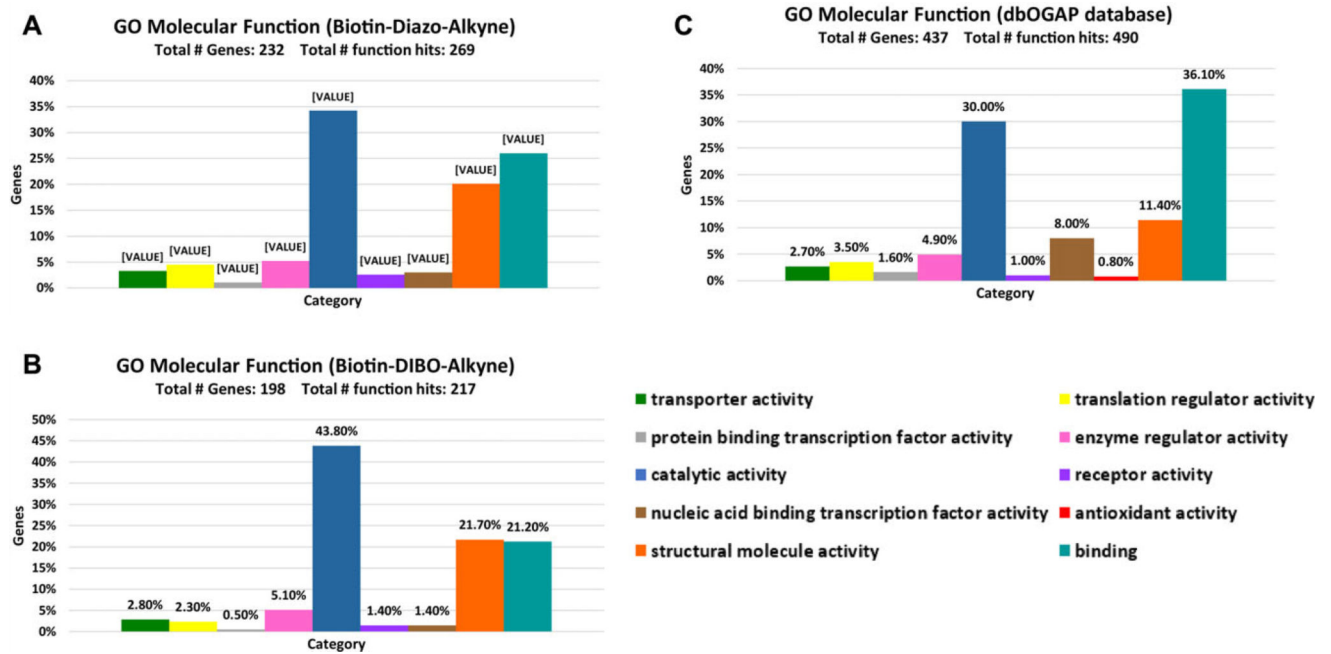 A
GO Molecular Function (Biotin-Diazo-Alkyne)
Total # Genes: 232 Total # function hits: 269
40%
35%
30%
25%
20%
15%
10%
5%
0%
Genes
[VALUE]
[VALUE]
[VALUE]
[VALUE]
[VALUE]
[VALUE]
[VALUE]
[VALUE]
[VALUE]
Category
B
GO Molecular Function (Biotin-DIBO-Alkyne)
Total # Genes: 198 Total # function hits: 217
50%
45%
40%
35%
30%
25%
20%
15%
10%
5%
0%
2.80%
2.30%
0.50%
5.10%
43.80%
1.40%
1.40%
21.70%
21.20%
Category
C
GO Molecular Function (dbOGAP database)
Total # Genes: 437 Total # function hits: 490
40%
35%
30%
25%
20%
15%
10%
5%
0%
Genes
2.70%
3.50%
1.60%
4.90%
30.00%
1.00%
8.00%
0.80%
11.40%
36.10%
Category
transporter activity
translation regulator activity
protein binding transcription factor activity
enzyme regulator activity
catalytic activity
receptor activity
nucleic acid binding transcription factor activity
antioxidant activity
structural molecule activity
binding